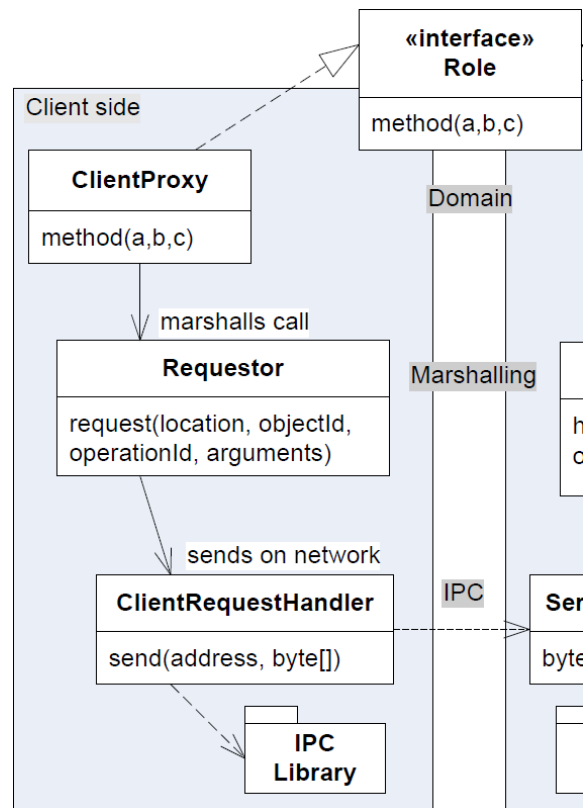 «interface»
Role
method(a,b,c)
Client side
ClientProxy
method(a,b,c)
Domain
marshalls call
Requestor
request(location, objectId,
operationId, arguments)
Marshalling
sends on network
ClientRequestHandler
send(address, byte[])
IPC
IPC
Library